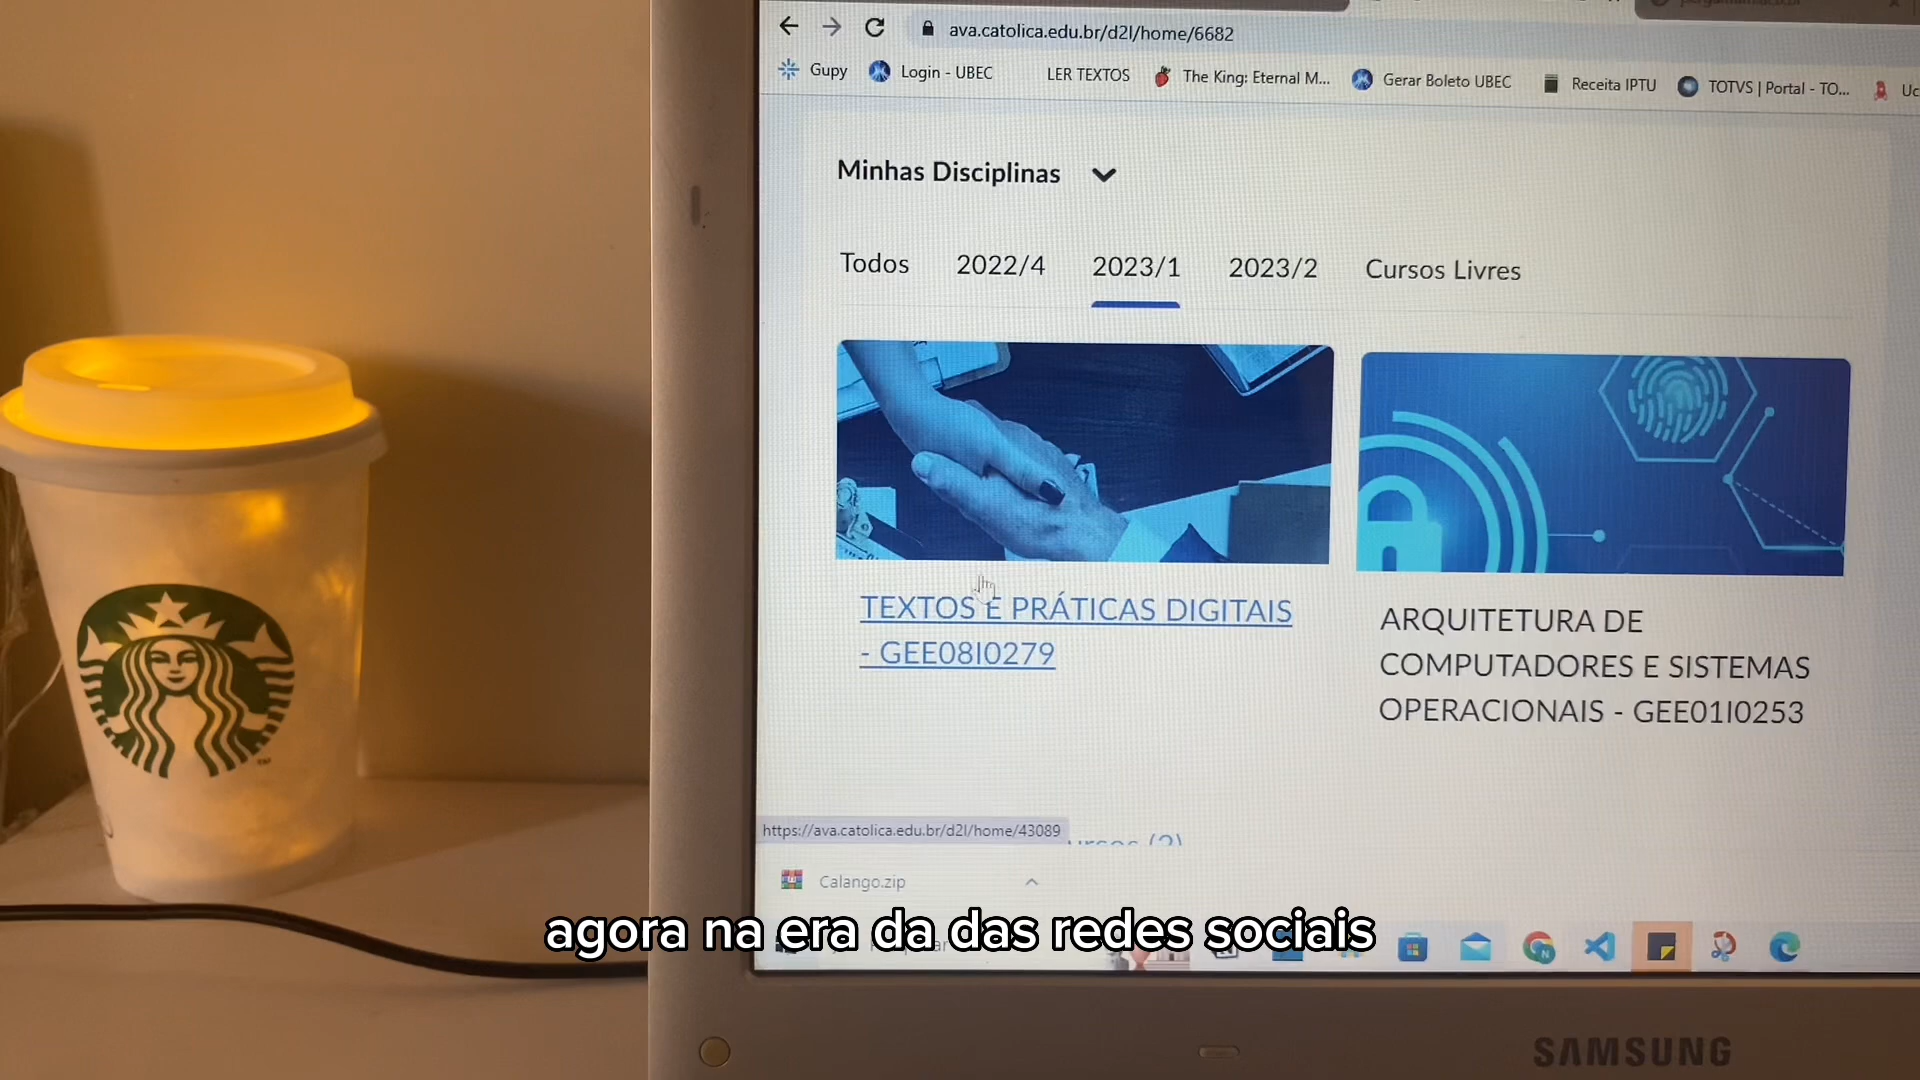 ava.catolica.edu.br/d2l/home/6682
Gupy
Login - UBEC
LER TEXTOS
The King: Eternal M...
Gerar Boleto UBEC
Receita IPTU
TOTVS | Portal - TO...
Minhas Disciplinas
Todos
2022/4
2023/1
2023/2
Cursos Livres
TEXTOS E PRÁTICAS DIGITAIS
- GEE08I0279
ARQUITETURA DE
COMPUTADORES E SISTEMAS
OPERACIONAIS - GEE01I0253
https://ava.catolica.edu.br/d2l/home/43089
Calango.zip
agora na era da das redes sociais
SAMSUNG
TM